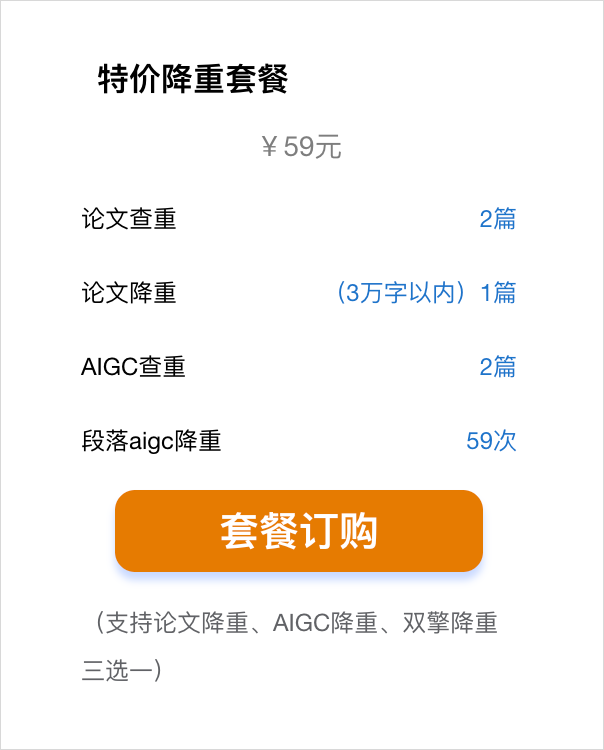 特价降重套餐
￥59元
论文查重 2篇
论文降重 （3万字以内）1篇
AIGC查重 2篇
段落aigc降重 59次
套餐订购
（支持论文降重、AIGC降重、双擎降重
三选一）